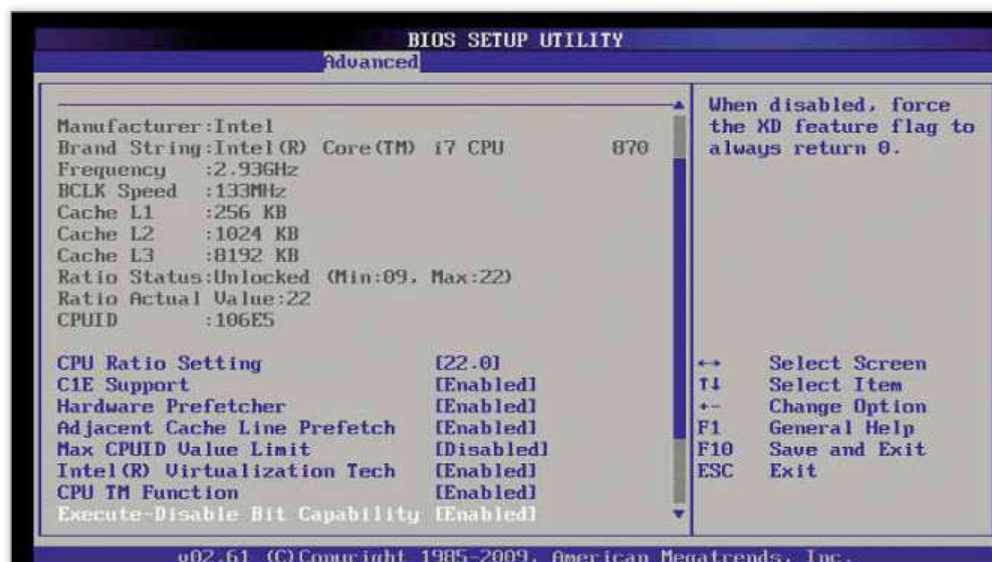 BIOS SETUP UTILITY
Advanced
Manufacturer:Intel
Brand String:Intel(R) Core(TM) i7 CPU 870
Frequency :2.93GHz
BCLK Speed :133MHz
Cache L1 :256 KB
Cache L2 :1024 KB
Cache L3 :8192 KB
Ratio Status:Unlocked (Min:09, Max:22)
Ratio Actual Value:22
CPUID :106E5
CPU Ratio Setting [22.0]
C1E Support [Enabled]
Hardware Prefetcher [Enabled]
Adjacent Cache Line Prefetch [Enabled]
Max CPUID Value Limit [Disabled]
Intel(R) Virtualization Tech [Enabled]
CPU TM Function [Enabled]
Execute-Disable Bit Capability [Enabled]
When disabled, force
the XD feature flag to
always return 0.
↔ Select Screen
↑↓ Select Item
+- Change Option
F1 General Help
F10 Save and Exit
ESC Exit
v02.61 (C)Copyright 1985-2009, American Megatrends, Inc.